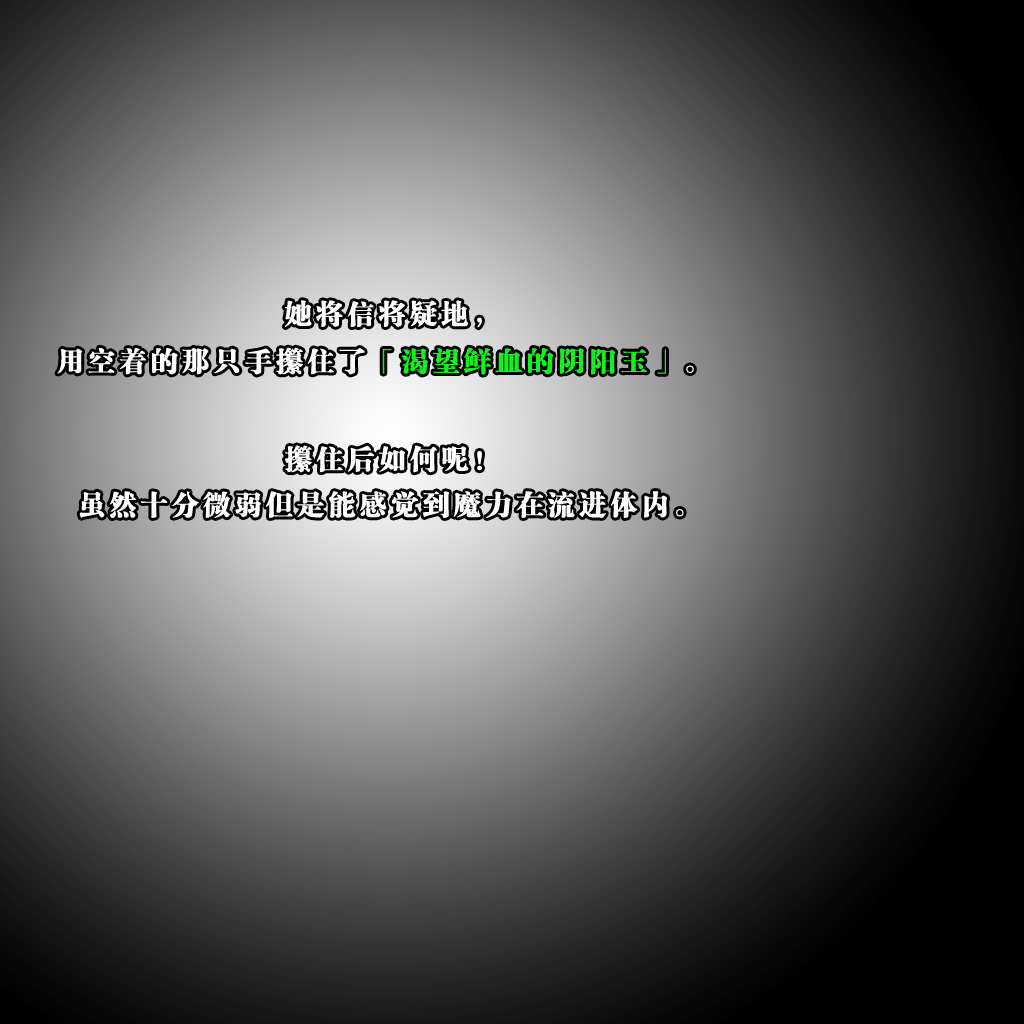 她将信将疑地，
用空着的那只手攥住了「渴望鲜血的阴阳玉」。
攥住后如何呢！
虽然十分微弱但是能感觉到魔力在流进体内。